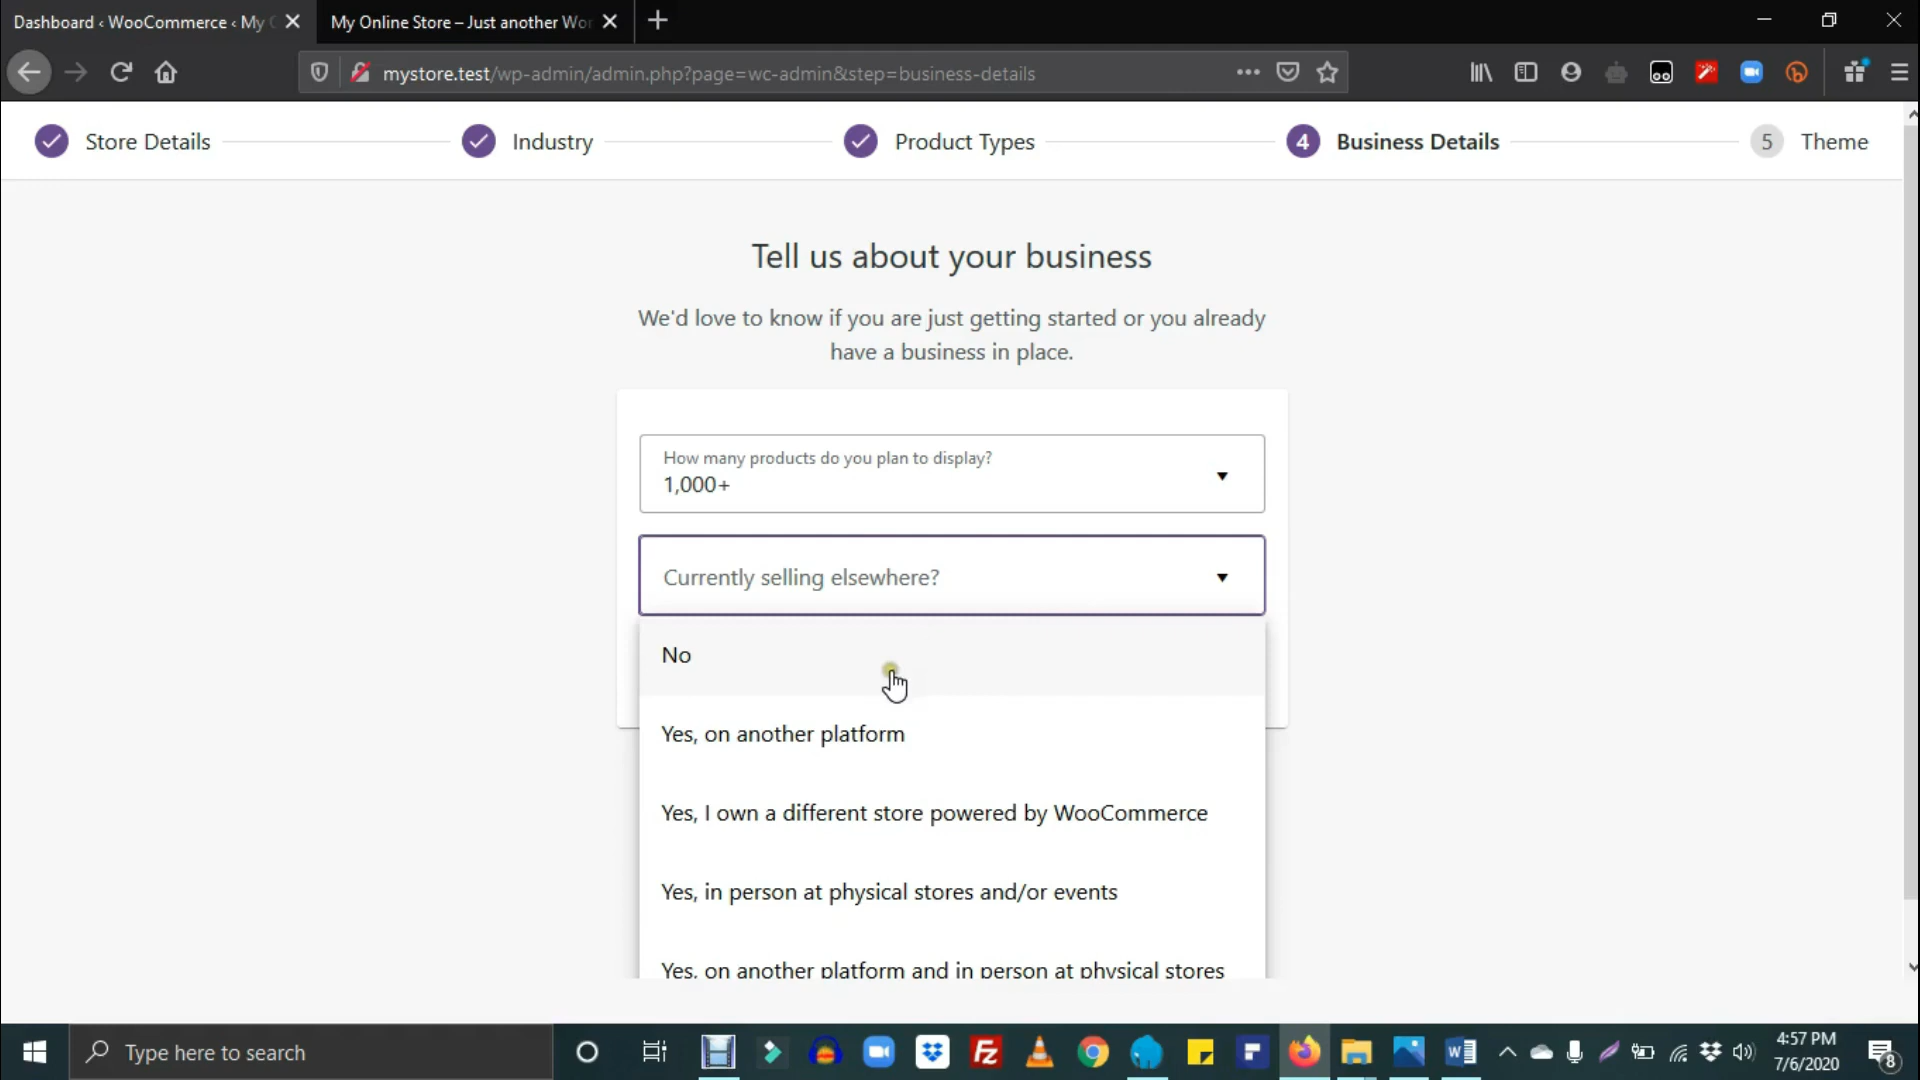 Dashboard ‹ WooCommerce ‹ My
My Online Store – Just another Wor
mystore.test/wp-admin/admin.php?page=wc-admin&step=business-details
Store Details
Industry
Product Types
4 Business Details
5 Theme
Tell us about your business
We'd love to know if you are just getting started or you already
have a business in place.
How many products do you plan to display?
1,000+
Currently selling elsewhere?
No
Yes, on another platform
Yes, I own a different store powered by WooCommerce
Yes, in person at physical stores and/or events
Yes, on another platform and in person at physical stores
Type here to search
4:57 PM
7/6/2020
8